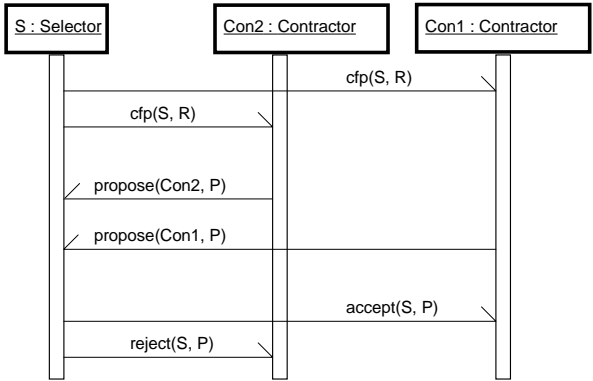 S : Selector
Con2 : Contractor
Con1 : Contractor
cfp(S, R)
cfp(S, R)
propose(Con2, P)
propose(Con1, P)
accept(S, P)
reject(S, P)